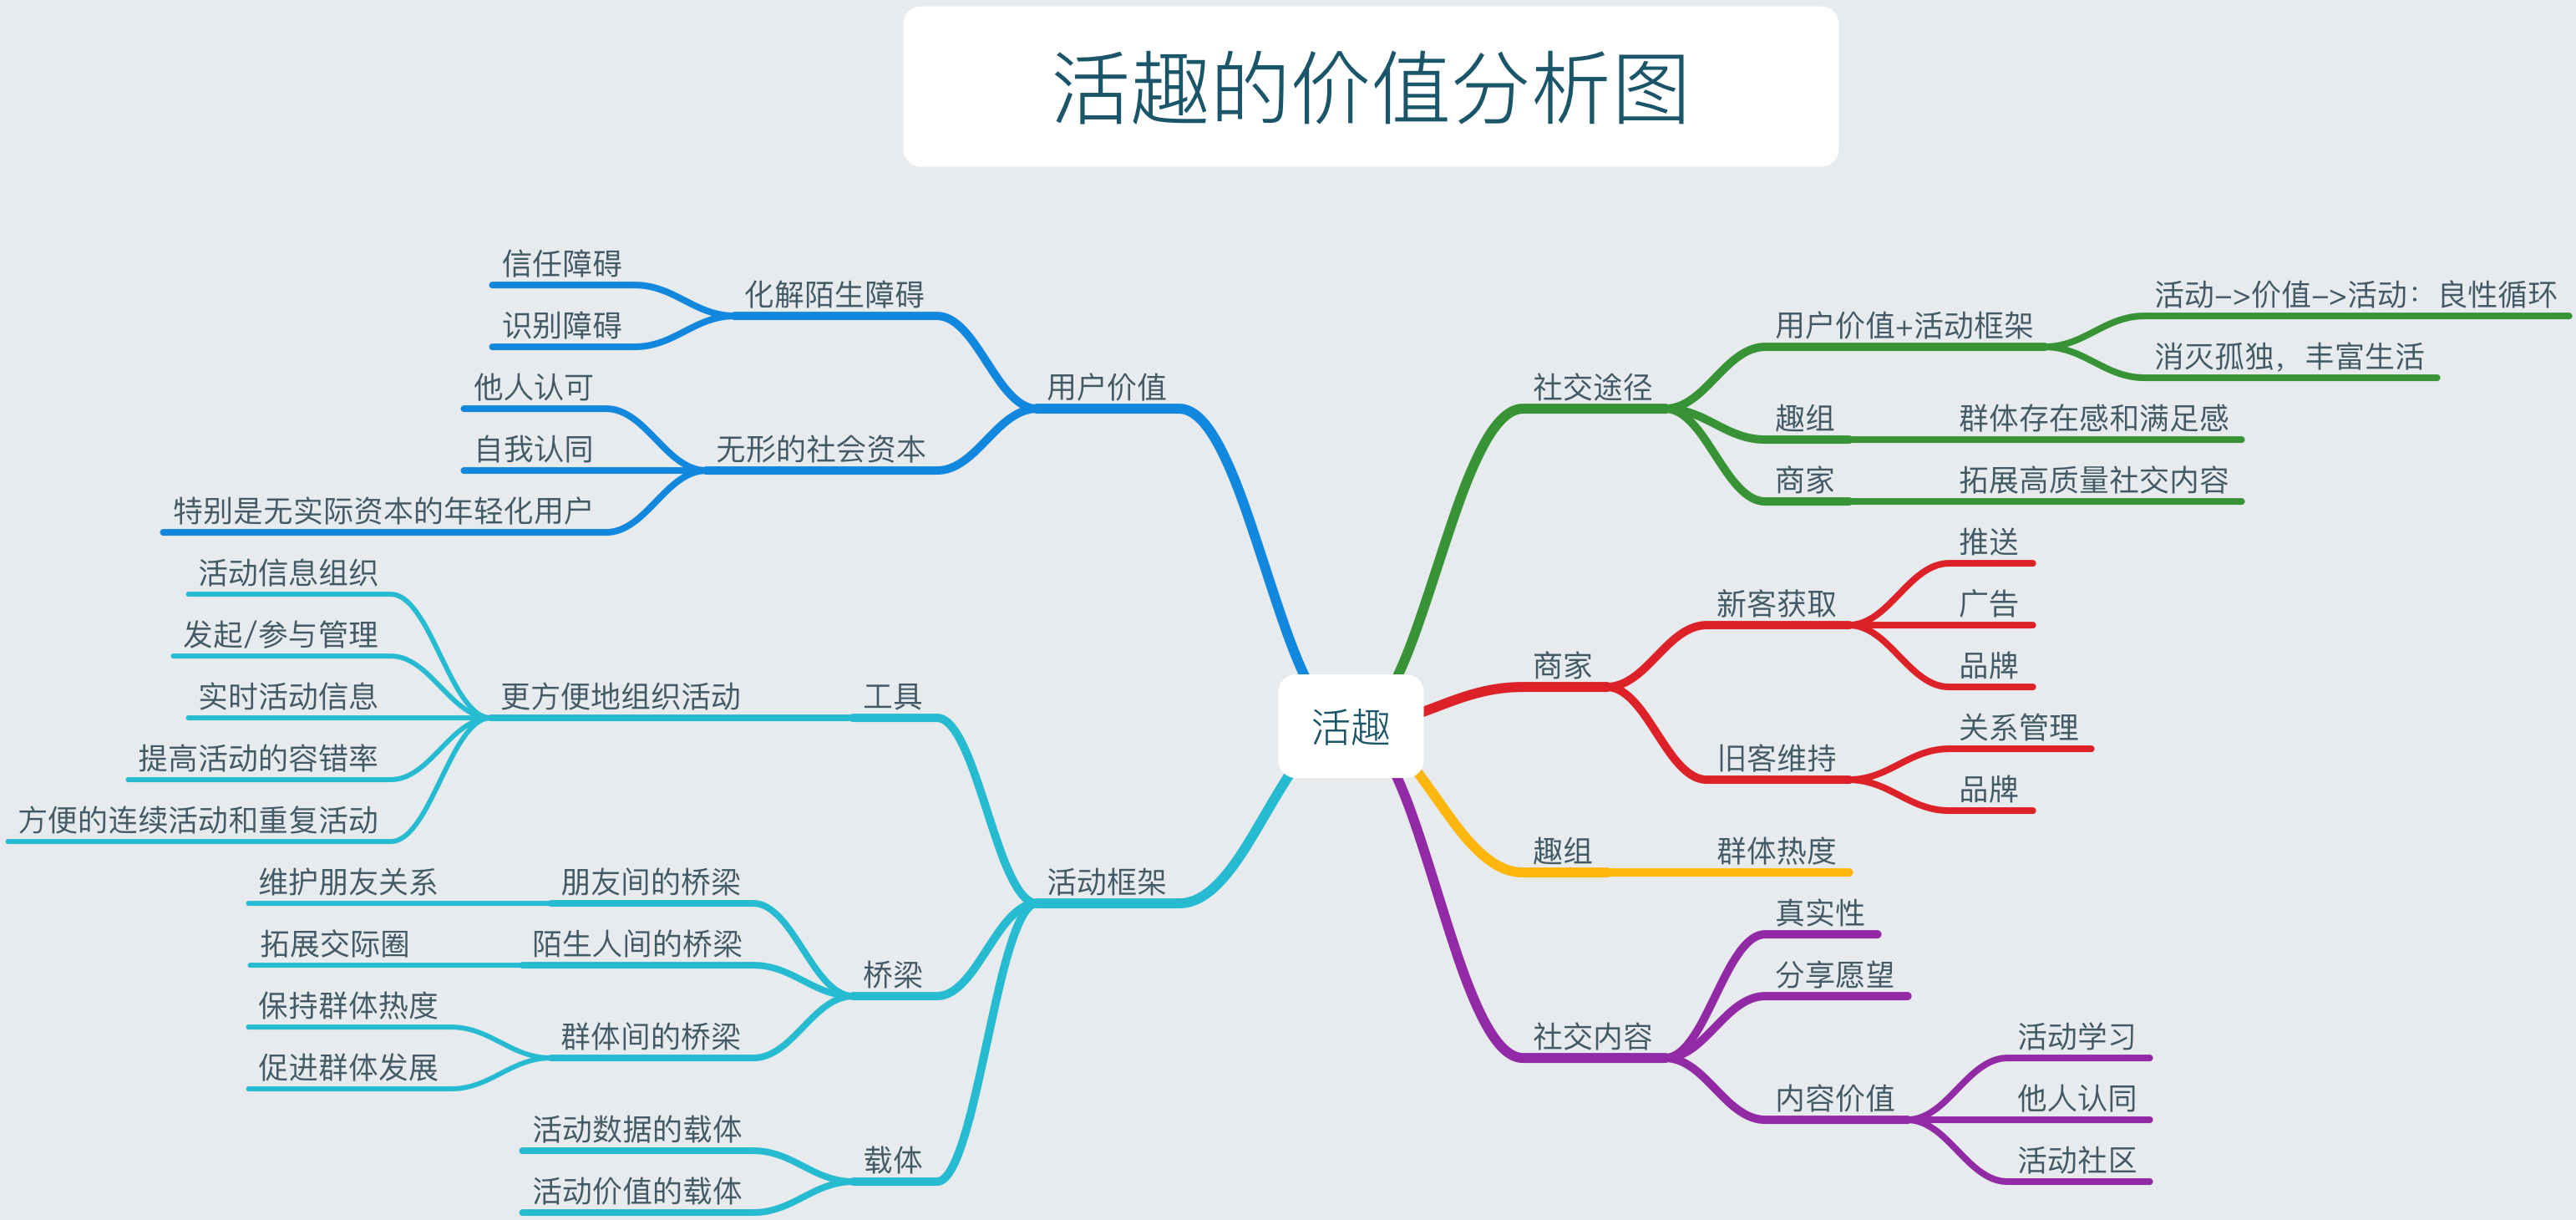 活趣的价值分析图
活趣
用户价值
化解陌生障碍
信任障碍
识别障碍
无形的社会资本
他人认可
自我认同
特别是无实际资本的年轻化用户
活动框架
工具
更方便地组织活动
活动信息组织
发起/参与管理
实时活动信息
提高活动的容错率
方便的连续活动和重复活动
桥梁
朋友间的桥梁
维护朋友关系
陌生人间的桥梁
拓展交际圈
群体间的桥梁
保持群体热度
促进群体发展
载体
活动数据的载体
活动价值的载体
社交途径
用户价值+活动框架
活动–>价值–>活动：良性循环
消灭孤独，丰富生活
趣组
群体存在感和满足感
商家
拓展高质量社交内容
商家
新客获取
推送
广告
品牌
旧客维持
关系管理
品牌
趣组
群体热度
社交内容
真实性
分享愿望
内容价值
活动学习
他人认同
活动社区